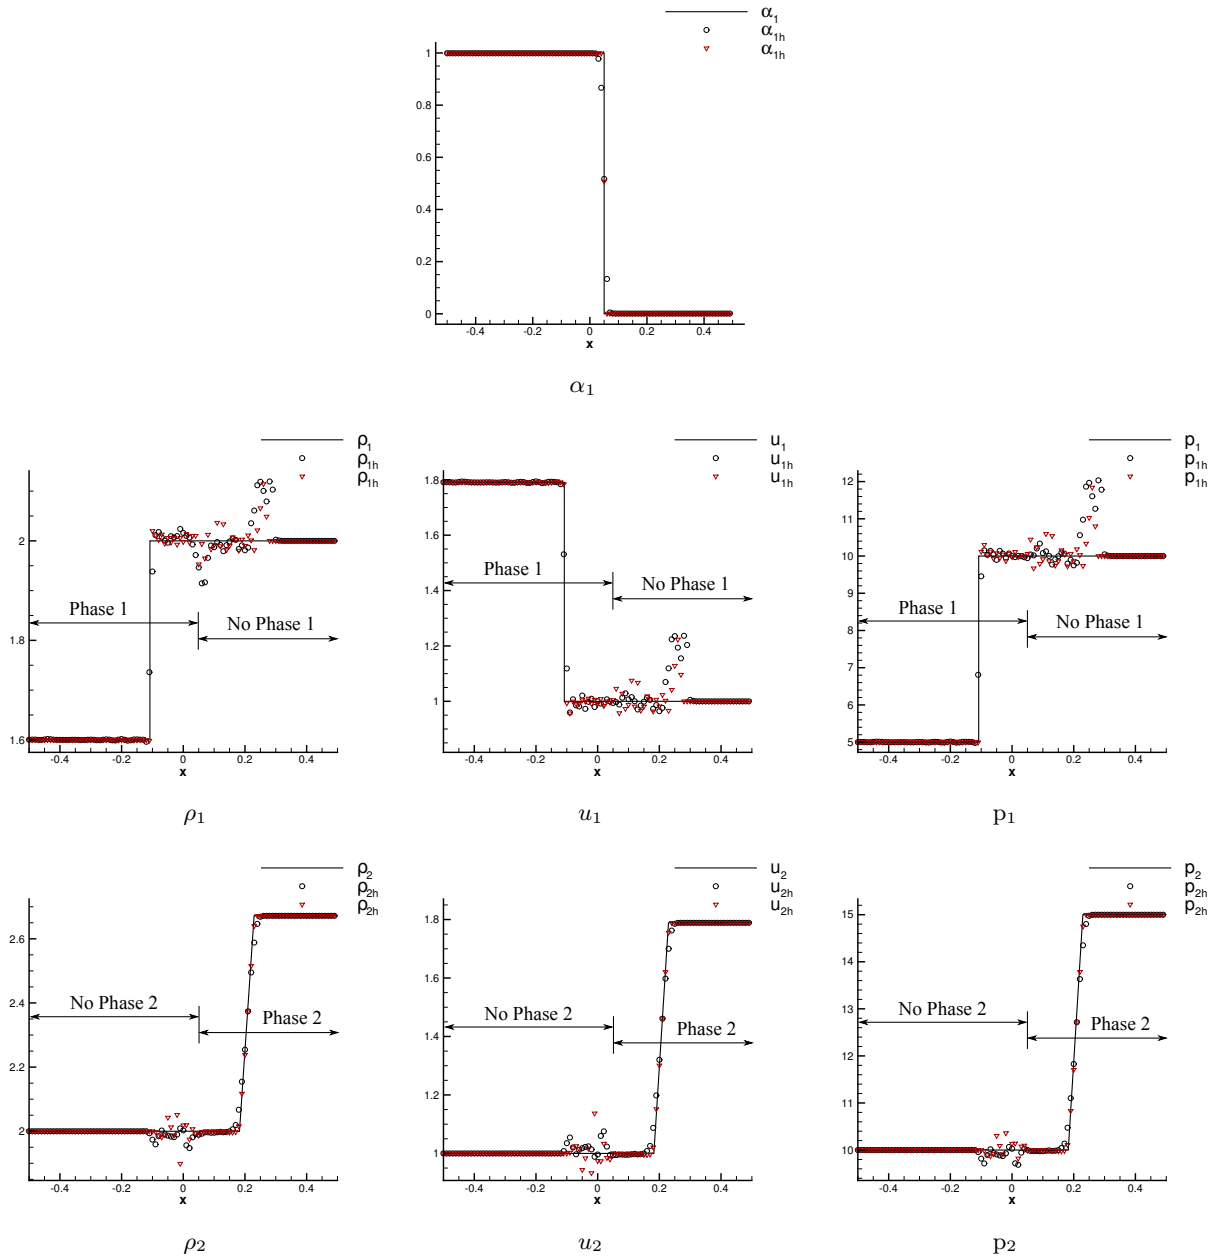 α1
α1h
α1h
1
0.8
0.6
0.4
0.2
0
-0.4 -0.2 0 0.2 0.4
x
α1
ρ1
ρ1h
ρ1h
2
1.8
1.6
Phase 1
No Phase 1
-0.4 -0.2 0 0.2 0.4
x
ρ1
u1
u1h
u1h
1.8
1.6
1.4
1.2
1
Phase 1
No Phase 1
-0.4 -0.2 0 0.2 0.4
x
u1
p1
p1h
p1h
12
11
10
9
8
7
6
5
Phase 1
No Phase 1
-0.4 -0.2 0 0.2 0.4
x
p1
ρ2
ρ2h
ρ2h
2.6
2.4
2.2
2
No Phase 2
Phase 2
-0.4 -0.2 0 0.2 0.4
x
ρ2
u2
u2h
u2h
1.8
1.6
1.4
1.2
1
No Phase 2
Phase 2
-0.4 -0.2 0 0.2 0.4
x
u2
p2
p2h
p2h
15
14
13
12
11
10
No Phase 2
Phase 2
-0.4 -0.2 0 0.2 0.4
x
p2